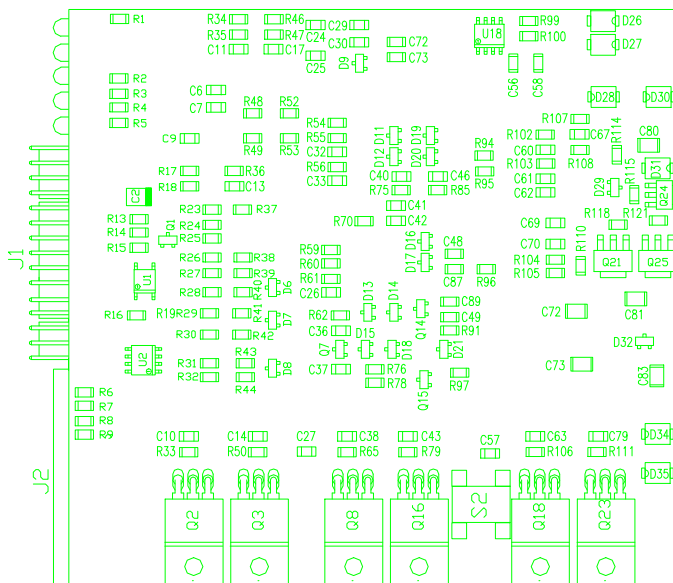 R1 R34 R46 C29 R99 D26
R35 R47 C24 C30 C72 U18 R100 D27
C11 C17 C25 D9 C73
R2 C56 C58
R3 C6 D28 D30
R4 C7 R48 R52
R5 R54 R107 R114
C9 R49 R53 R55 D11 D19 R102 C67 C80
C32 D12 D20 R94 C60 R108
R17 R36 R56 R95 R103 R115 D31
R18 C13 C33 C40 C46 C61 D29
C2 R75 R85 C62 Q24
R23 R37 C41
R13 R24 R70 C42 C69 R118 R121
R14 R25 Q1
R15 D16 C70 R110
J1 R26 R38 R59 D17 C48 R104 Q21 Q25
R27 R39 R60 C87 R96 R105
U1 R28 R40 D6 R61 C26
D13 D14 C89 C81
R16 R19 R29 R41 D7 R62 Q14 C49 C72
R30 R42 C36 R91
U2 Q7 D15 D18 D21 D32
R31 R43 D8 C37 R76 C73 C83
R32 R44 R78 Q15 R97
R6
R7
R8
R9 C10 C14 C38 C43 C63 C79 D34
R33 R50 C27 R65 R79 C57 R106 R111
J2 D35
Q2 Q3 Q8 Q16 S2 Q18 Q23